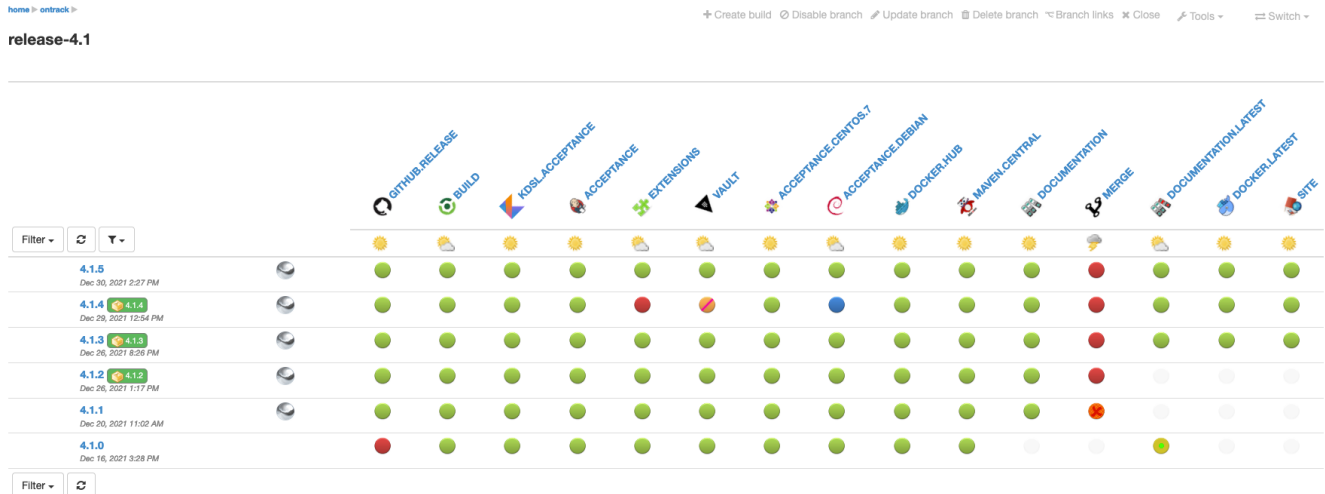 home ontrack
Create build Disable branch Update branch Delete branch Branch links Close Tools Switch
release-4.1
GITHUB.RELEASE
BUILD
KDSL.ACCEPTANCE
ACCEPTANCE
EXTENSIONS
VAULT
ACCEPTANCE.CENTOS.7
ACCEPTANCE.DEBIAN
DOCKER.HUB
MAVEN.CENTRAL
DOCUMENTATION
MERGE
DOCUMENTATION.LATEST
DOCKER.LATEST
SITE
Filter
4.1.5
Dec 30, 2021 2:27 PM
4.1.4 4.1.4
Dec 29, 2021 12:54 PM
4.1.3 4.1.3
Dec 26, 2021 8:26 PM
4.1.2 4.1.2
Dec 26, 2021 1:17 PM
4.1.1
Dec 20, 2021 11:02 AM
4.1.0
Dec 16, 2021 3:28 PM
Filter